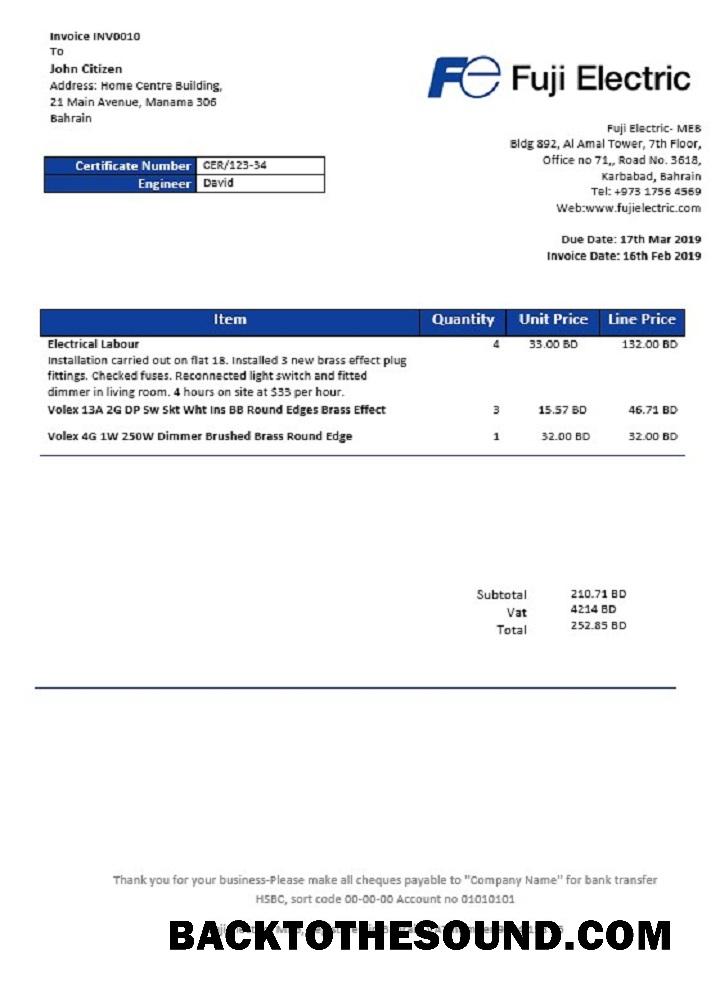 Invoice INV0010
To
John Citizen
Address: Home Centre Building,
21 Main Avenue, Manama 306
Bahrain
Fe Fuji Electric
Fuji Electric- MEB
Bldg 892, Al Amal Tower, 7th Floor,
Office no 71,, Road No. 3618,
Karbabad, Bahrain
Tel: +973 1756 4569
Web:www.fujielectric.com
Certificate Number CER/123-34
Engineer David
Due Date: 17th Mar 2019
Invoice Date: 16th Feb 2019
Item Quantity Unit Price Line Price
Electrical Labour 4 33.00 BD 132.00 BD
Installation carried out on flat 18. Installed 3 new brass effect plug
fittings. Checked fuses. Reconnected light switch and fitted
dimmer in living room. 4 hours on site at $33 per hour.
Volex 13A 2G DP Sw Skt Wht Ins BB Round Edges Brass Effect 3 15.57 BD 46.71 BD
Volex 4G 1W 250W Dimmer Brushed Brass Round Edge 1 32.00 BD 32.00 BD
Subtotal 210.71 BD
Vat 4214 BD
Total 252.85 BD
Thank you for your business-Please make all cheques payable to "Company Name" for bank transfer
HSBC, sort code 00-00-00 Account no 01010101
BACKTOTHESOUND.COM